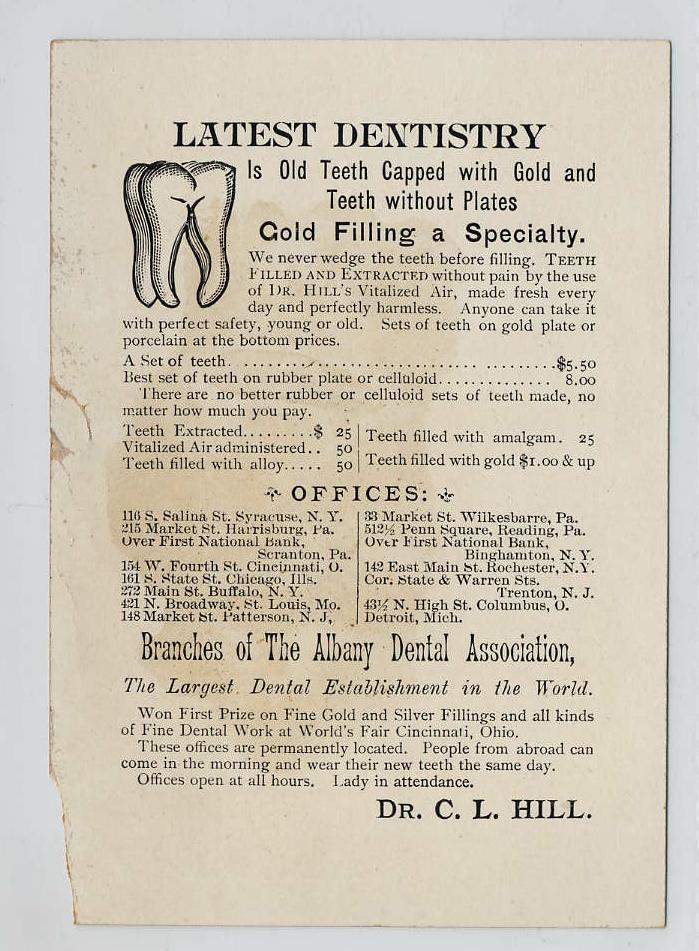 LATEST DENTISTRY
Is Old Teeth Capped with Gold and
Teeth without Plates
Gold Filling a Specialty.
We never wedge the teeth before filling. TEETH
FILLED AND EXTRACTED without pain by the use
of DR. HILL'S Vitalized Air, made fresh every
day and perfectly harmless. Anyone can take it
with perfect safety, young or old. Sets of teeth on gold plate or
porcelain at the bottom prices.
A Set of teeth. . . . . . . . . . . . . . . . . . . . . . . . . . . . . . . . . . . . . $5.50
Best set of teeth on rubber plate or celluloid. . . . . . . . . . . . . . 8.00
There are no better rubber or celluloid sets of teeth made, no
matter how much you pay.
Teeth Extracted.........$ 25
Vitalized Air administered.. 50
Teeth filled with alloy..... 50
Teeth filled with amalgam. 25
Teeth filled with gold $1.00 & up
OFFICES:
116 S. Salina St. Syracuse, N. Y.
215 Market St. Harrisburg, Pa.
Over First National Bank,
Scranton, Pa.
154 W. Fourth St. Cincinnati, O.
161 S. State St. Chicago, Ills.
272 Main St. Buffalo, N. Y.
421 N. Broadway. St. Louis, Mo.
148 Market St. Patterson, N. J,
33 Market St. Wilkesbarre, Pa.
512½ Penn Square, Reading, Pa.
Over First National Bank,
Binghamton, N. Y.
142 East Main St. Rochester, N.Y.
Cor. State & Warren Sts.
Trenton, N. J.
43½ N. High St. Columbus, O.
Detroit, Mich.
Branches of The Albany Dental Association,
The Largest Dental Establishment in the World.
Won First Prize on Fine Gold and Silver Fillings and all kinds
of Fine Dental Work at World's Fair Cincinnati, Ohio.
These offices are permanently located. People from abroad can
come in the morning and wear their new teeth the same day.
Offices open at all hours. Lady in attendance.
DR. C. L. HILL.